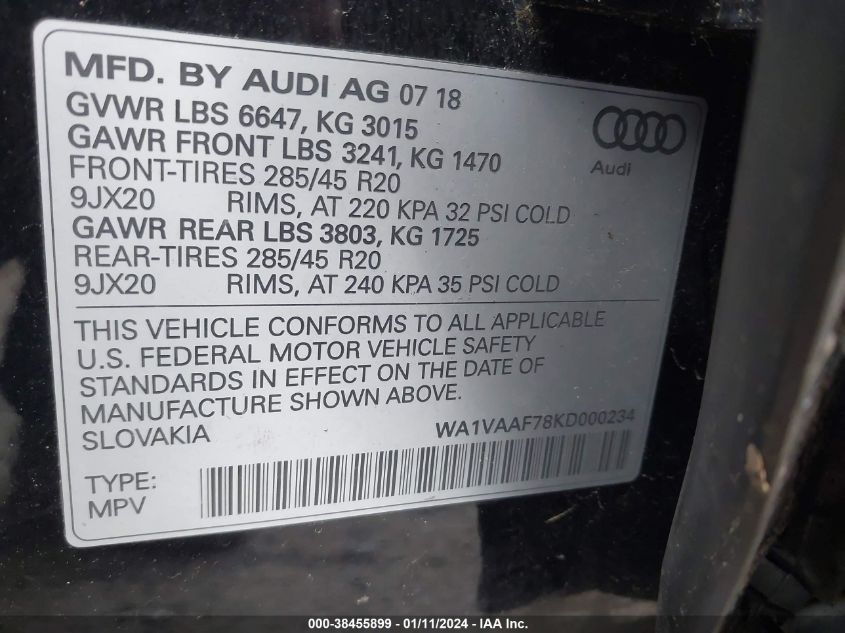 MFD. BY AUDI AG 07 18
GVWR LBS 6647, KG 3015
GAWR FRONT LBS 3241, KG 1470
FRONT-TIRES 285/45 R20
9JX20 RIMS, AT 220 KPA 32 PSI COLD
GAWR REAR LBS 3803, KG 1725
REAR-TIRES 285/45 R20
9JX20 RIMS, AT 240 KPA 35 PSI COLD
Audi
THIS VEHICLE CONFORMS TO ALL APPLICABLE
U.S. FEDERAL MOTOR VEHICLE SAFETY
STANDARDS IN EFFECT ON THE DATE OF
MANUFACTURE SHOWN ABOVE.
SLOVAKIA WA1VAAF78KD000234
TYPE:
MPV
000-38455899 - 01/11/2024 - IAAI Inc.